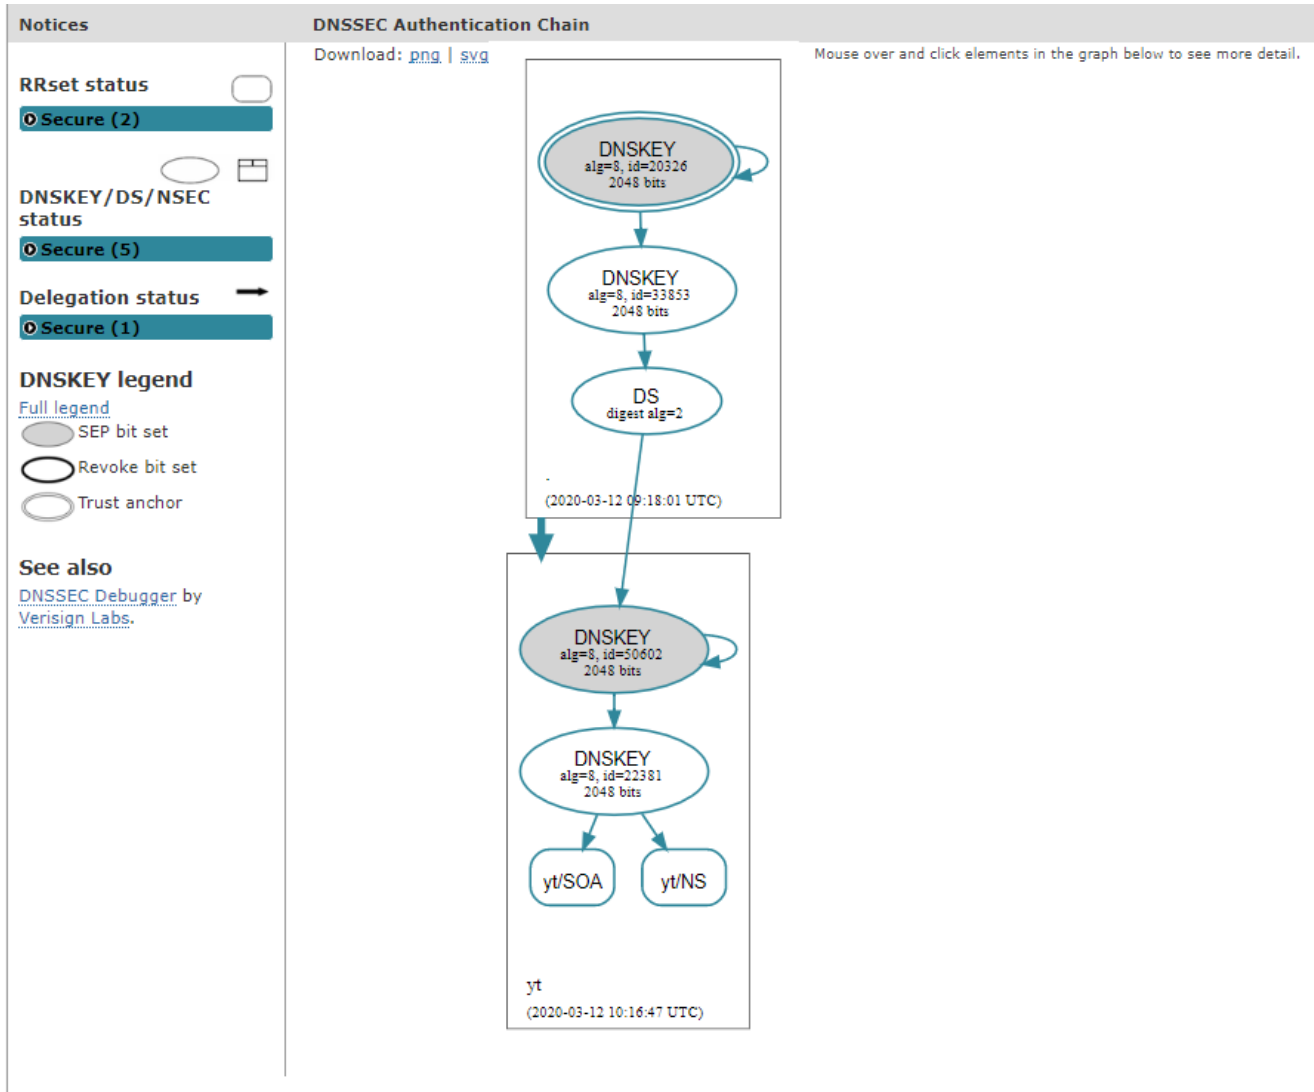 Notices
DNSSEC Authentication Chain
Download: png | svg
Mouse over and click elements in the graph below to see more detail.
RRset status
Secure (2)
DNSKEY/DS/NSEC
status
Secure (5)
Delegation status
Secure (1)
DNSKEY legend
Full legend
SEP bit set
Revoke bit set
Trust anchor
See also
DNSSEC Debugger by
Verisign Labs.
DNSKEY
alg=8, id=20326
2048 bits
DNSKEY
alg=8, id=33853
2048 bits
DS
digest alg=2
.
(2020-03-12 09:18:01 UTC)
DNSKEY
alg=8, id=50602
2048 bits
DNSKEY
alg=8, id=22381
2048 bits
yt/SOA
yt/NS
yt
(2020-03-12 10:16:47 UTC)